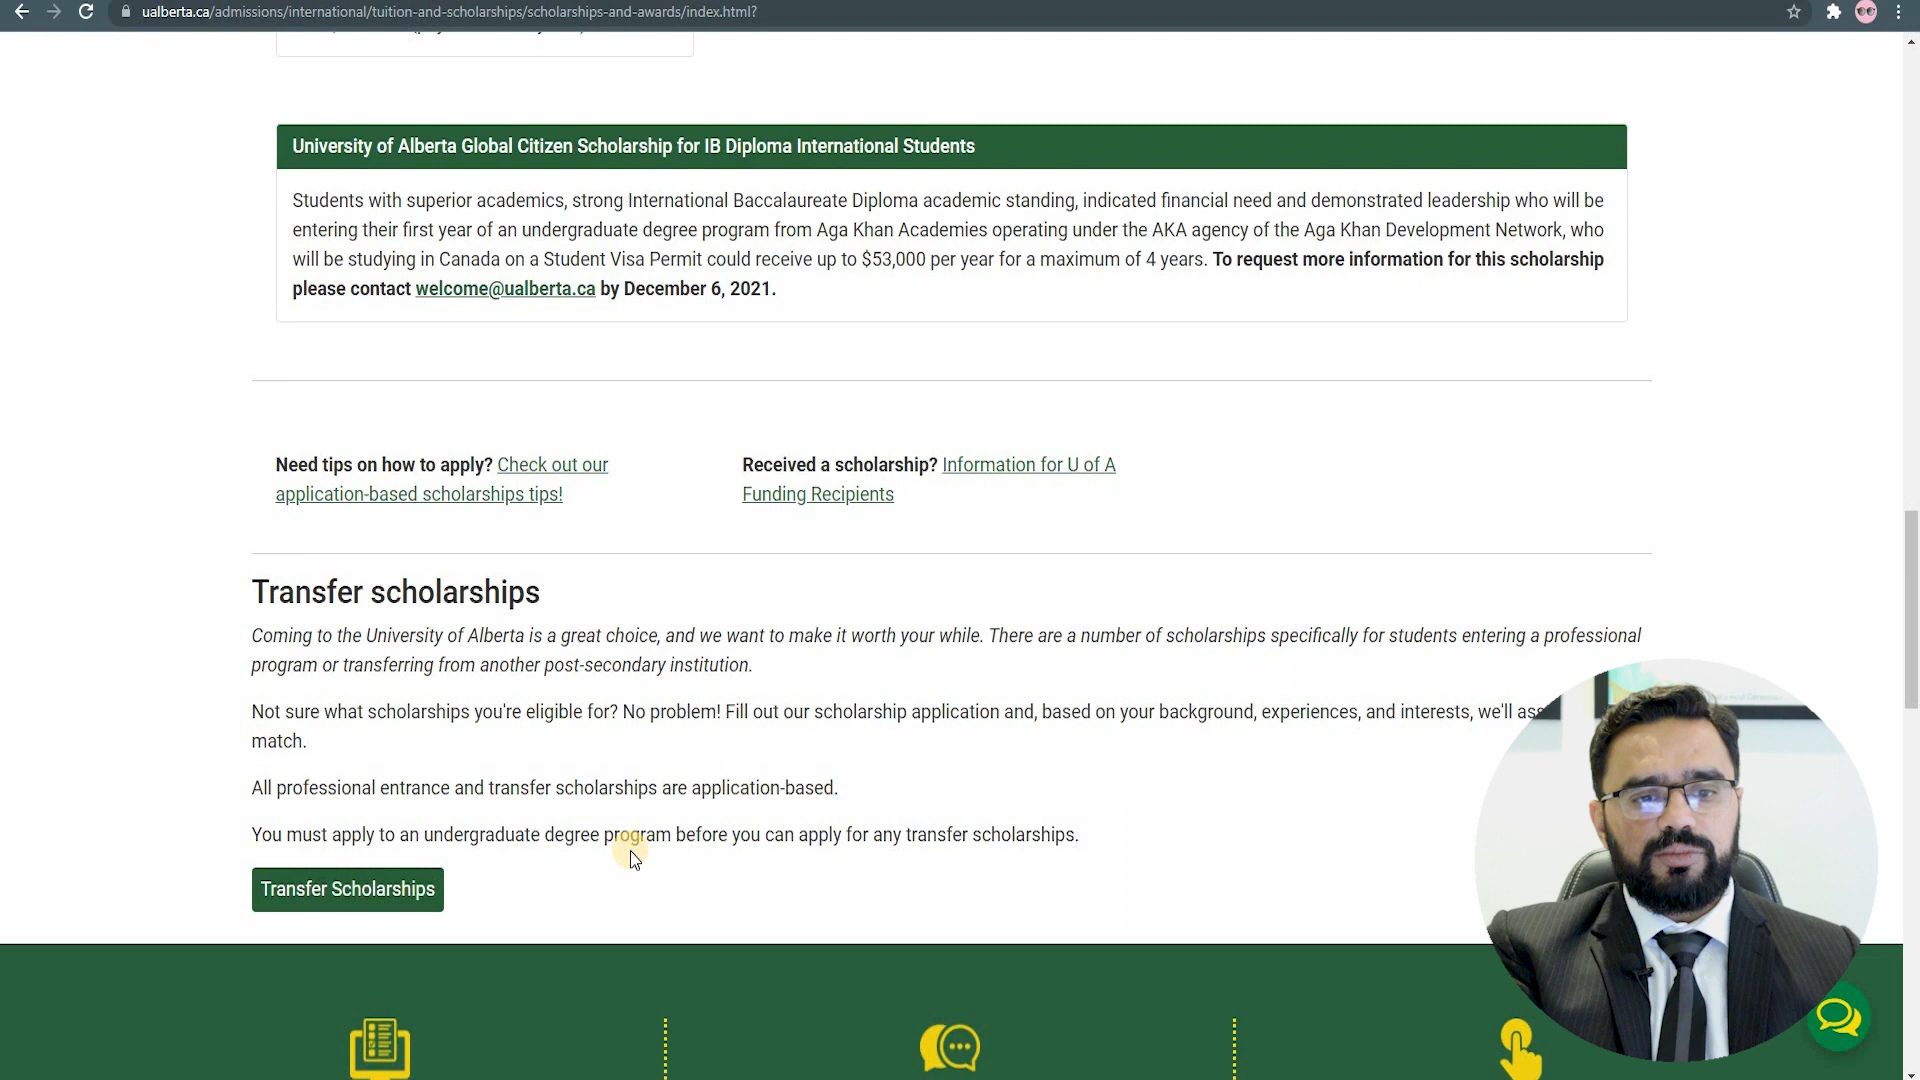 ualberta.ca/admissions/international/tuition-and-scholarships/scholarships-and-awards/index.html?
University of Alberta Global Citizen Scholarship for IB Diploma International Students
Students with superior academics, strong International Baccalaureate Diploma academic standing, indicated financial need and demonstrated leadership who will be
entering their first year of an undergraduate degree program from Aga Khan Academies operating under the AKA agency of the Aga Khan Development Network, who
will be studying in Canada on a Student Visa Permit could receive up to $53,000 per year for a maximum of 4 years. To request more information for this scholarship
please contact welcome@ualberta.ca by December 6, 2021.
Need tips on how to apply? Check out our
application-based scholarships tips!
Received a scholarship? Information for U of A
Funding Recipients
Transfer scholarships
Coming to the University of Alberta is a great choice, and we want to make it worth your while. There are a number of scholarships specifically for students entering a professional
program or transferring from another post-secondary institution.
Not sure what scholarships you're eligible for? No problem! Fill out our scholarship application and, based on your background, experiences, and interests, we'll
match.
All professional entrance and transfer scholarships are application-based.
You must apply to an undergraduate degree program before you can apply for any transfer scholarships.
Transfer Scholarships